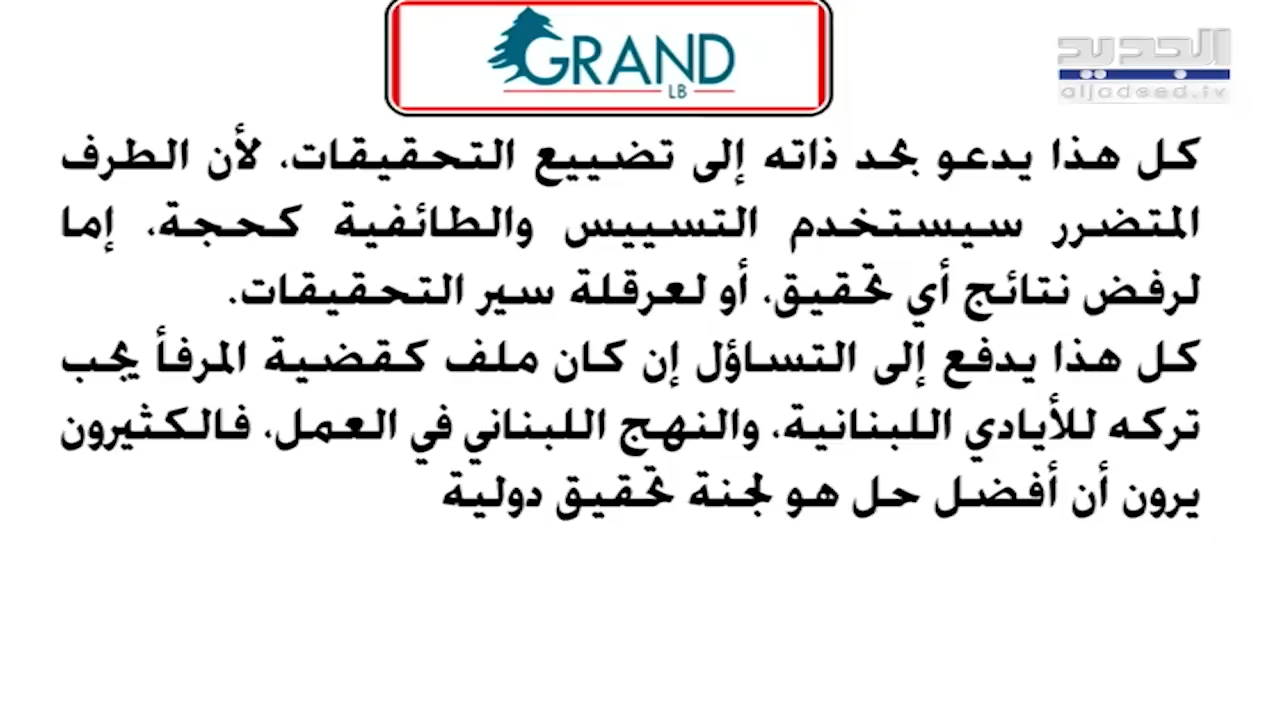 GRAND
LB
الجديد
aljadeed.tv
كل هذا يدعو بحد ذاته إلى تضييع التحقيقات، لأن الطرف
المتضرر سيستخدم التسييس والطائفية كحجة، إما
لرفض نتائج أي تحقيق، أو لعرقلة سير التحقيقات.
كل هذا يدفع إلى التساؤل إن كان ملف كقضية المرفأ يجب
تركه للأيادي اللبنانية، والنهج اللبناني في العمل، فالكثيرون
يرون أن أفضل حل هو لجنة تحقيق دولية